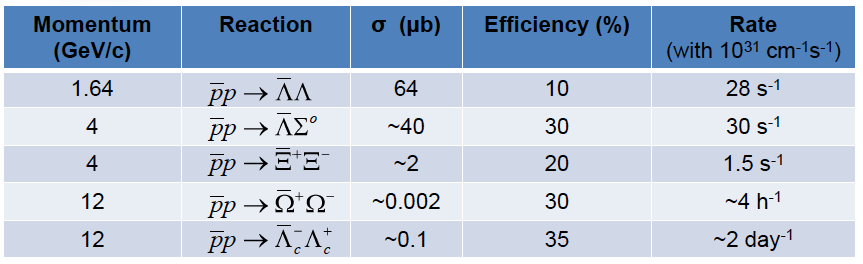 Momentum (GeV/c) Reaction σ (μb) Efficiency (%) Rate (with 10³¹ cm⁻¹s⁻¹)
1.64 p̅p → Λ̅Λ 64 10 28 s⁻¹
4 p̅p → Λ̅Σᵒ ~40 30 30 s⁻¹
4 p̅p → Ξ̅⁺Ξ⁻ ~2 20 1.5 s⁻¹
12 p̅p → Ω̅⁺Ω⁻ ~0.002 30 ~4 h⁻¹
12 p̅p → Λ̅c⁻Λc⁺ ~0.1 35 ~2 day⁻¹